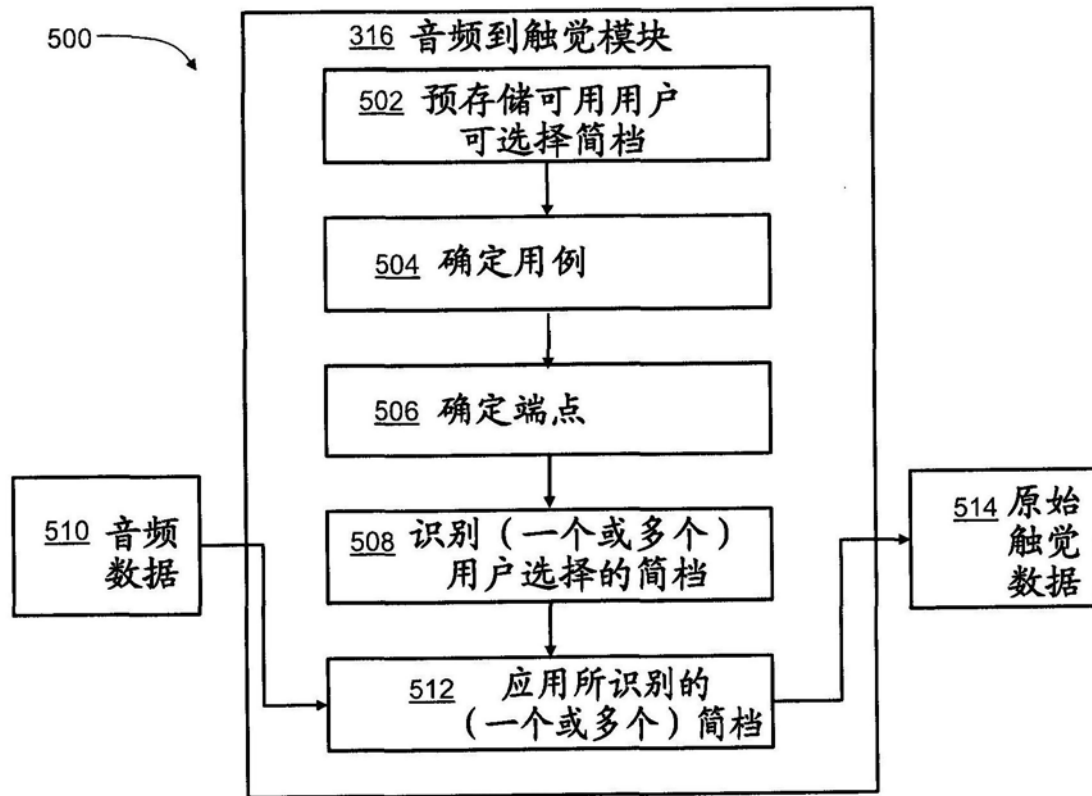 500
316 音频到触觉模块
502 预存储可用用户
可选择简档
504 确定用例
506 确定端点
510 音频
数据
508 识别（一个或多个）
用户选择的简档
514 原始
触觉
数据
512 应用所识别的
（一个或多个）简档